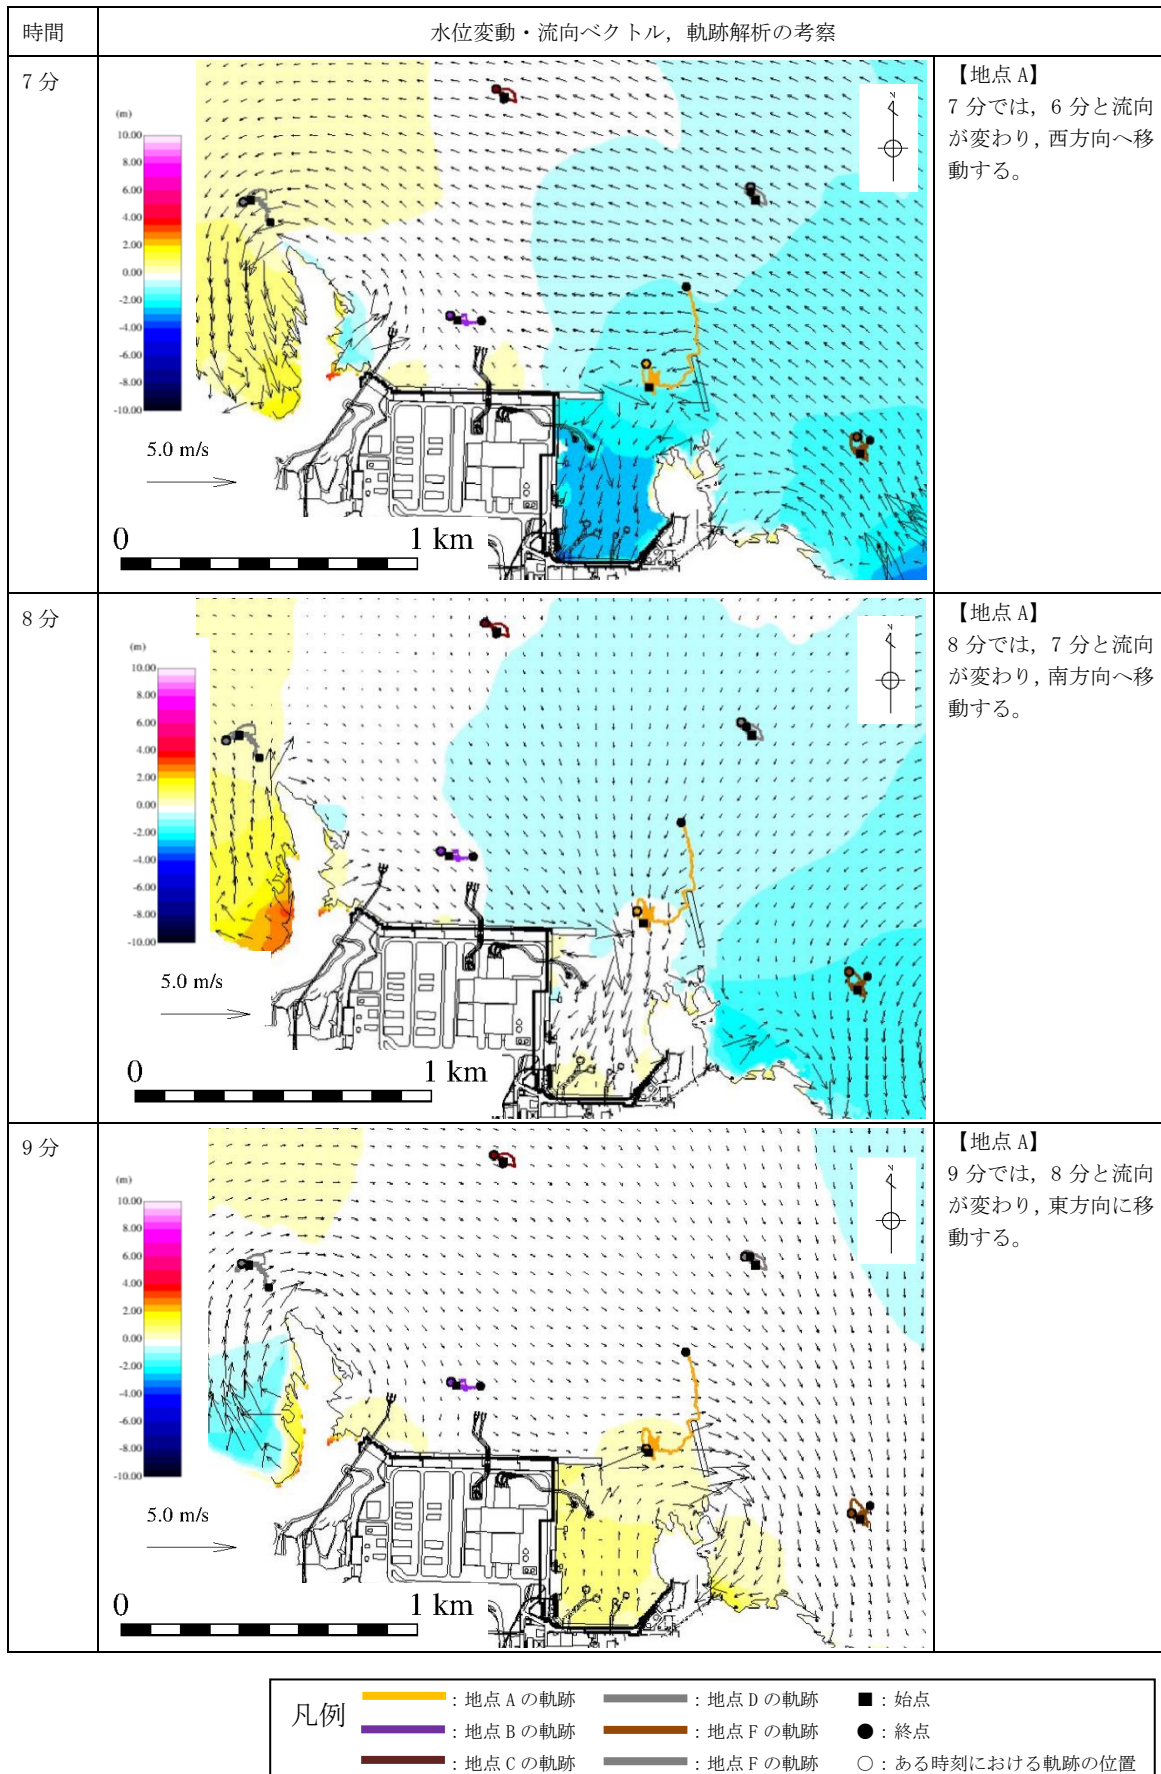 時間
水位変動・流向ベクトル，軌跡解析の考察
7分
(m)
10.00
8.00
6.00
4.00
2.00
0.00
-2.00
-4.00
-6.00
-8.00
-10.00
5.0 m/s
0
1 km
N
【地点 A】
7分では，6分と流向
が変わり，西方向へ移
動する。
8分
(m)
10.00
8.00
6.00
4.00
2.00
0.00
-2.00
-4.00
-6.00
-8.00
-10.00
5.0 m/s
0
1 km
N
【地点 A】
8分では，7分と流向
が変わり，南方向へ移
動する。
9分
(m)
10.00
8.00
6.00
4.00
2.00
0.00
-2.00
-4.00
-6.00
-8.00
-10.00
5.0 m/s
0
1 km
N
【地点 A】
9分では，8分と流向
が変わり，東方向に移
動する。
凡例
：地点 A の軌跡
：地点 D の軌跡
■：始点
：地点 B の軌跡
：地点 F の軌跡
●：終点
：地点 C の軌跡
：地点 F の軌跡
○：ある時刻における軌跡の位置